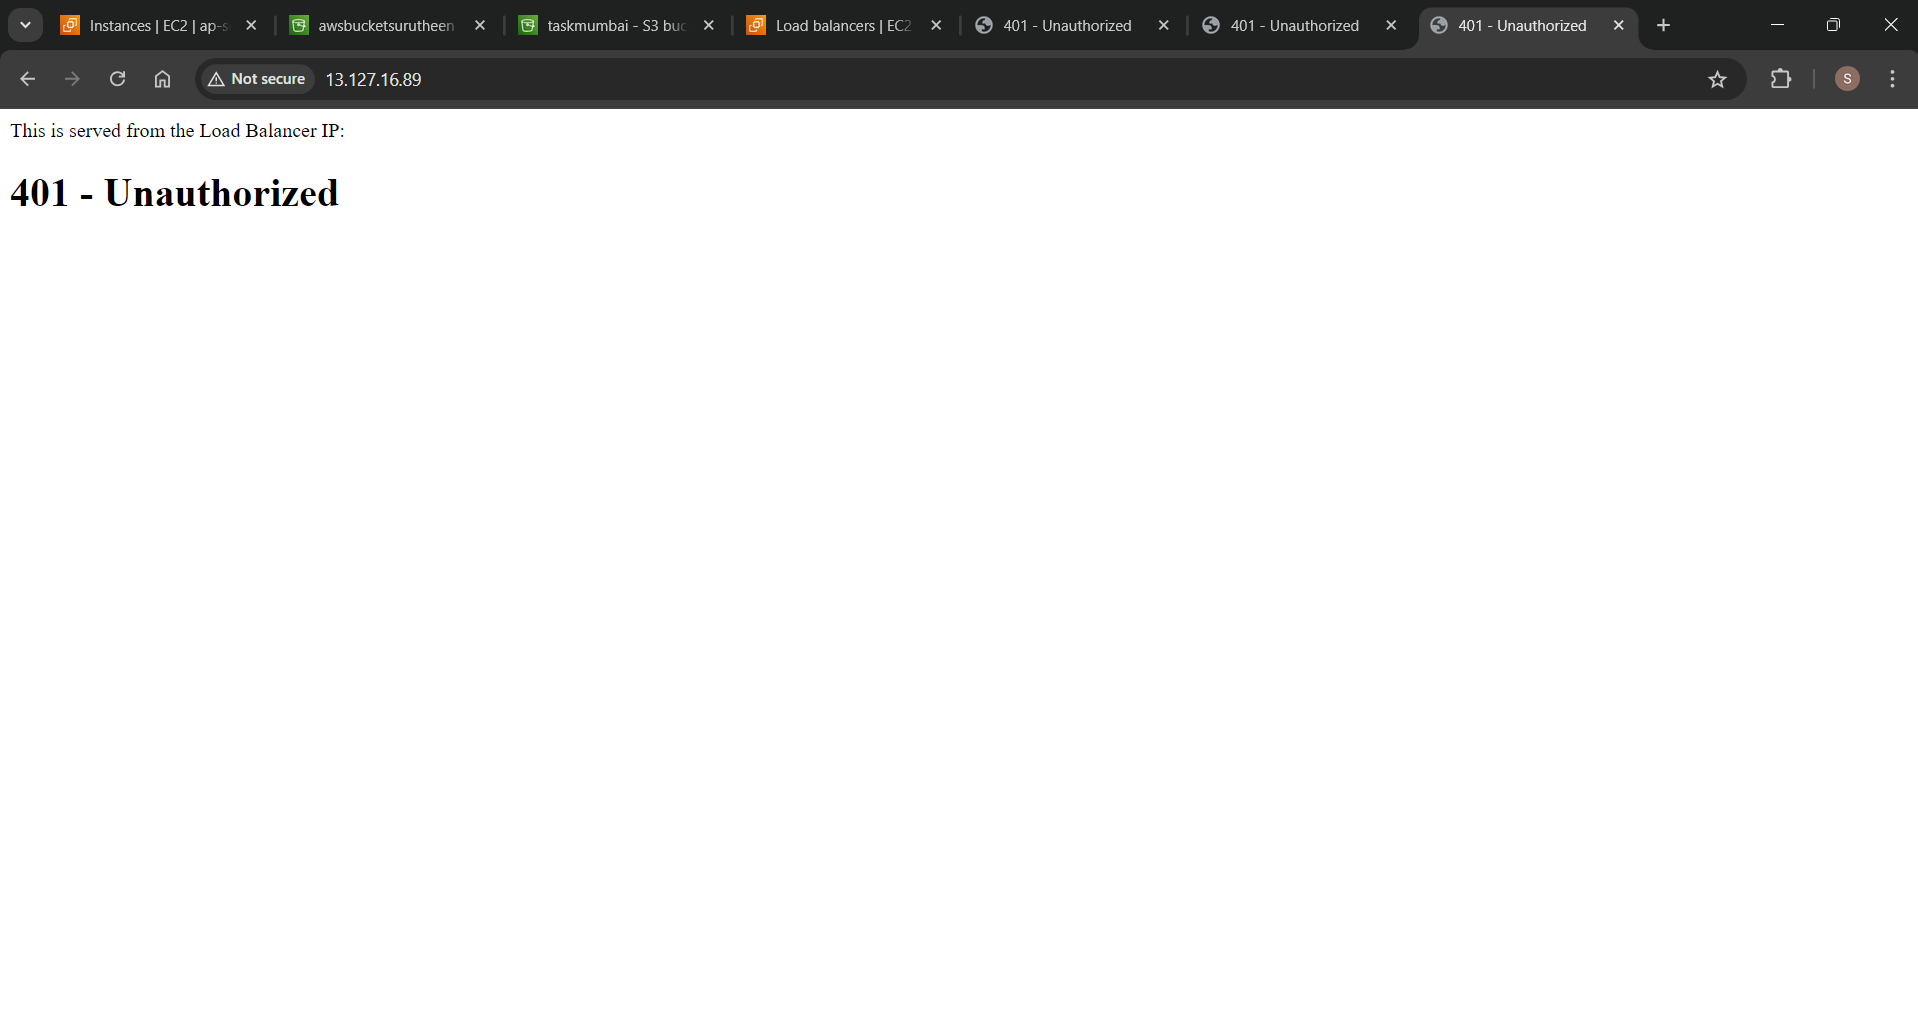 Instances | EC2 | ap-s
awsbucketsurutheen
taskmumbai - S3 buc
Load balancers | EC2
401 - Unauthorized
401 - Unauthorized
401 - Unauthorized
Not secure
13.127.16.89
S
This is served from the Load Balancer IP:
401 - Unauthorized